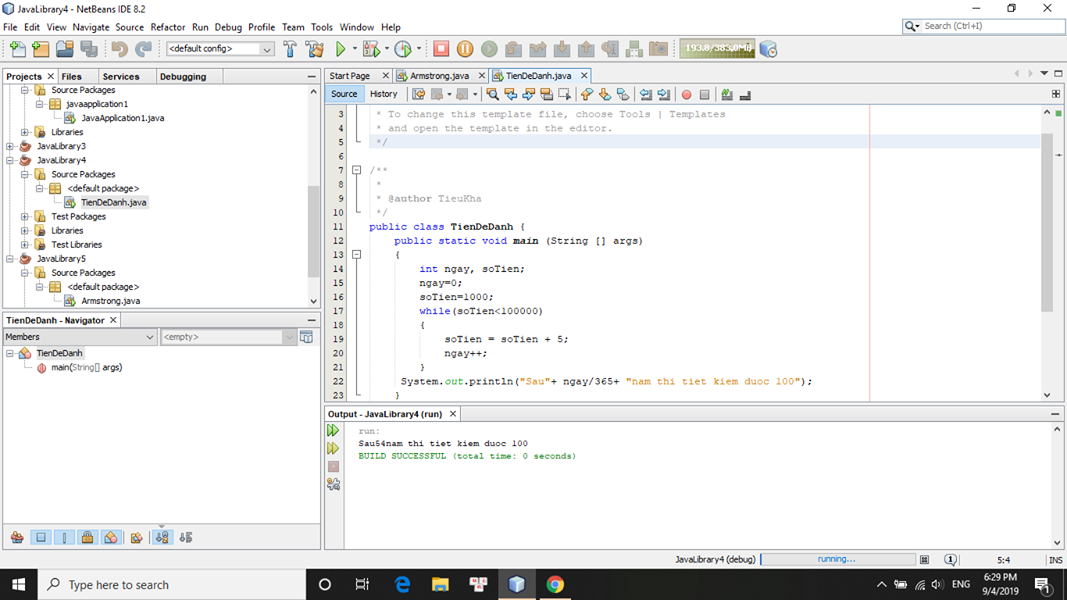 JavaLibrary4 - NetBeans IDE 8.2
File Edit View Navigate Source Refactor Run Debug Profile Team Tools Window Help
Search (Ctrl+I)
<default config>
193.8/383.0MB
Projects Files Services Debugging
Source Packages
javaapplication1
JavaApplication1.java
Libraries
JavaLibrary3
JavaLibrary4
Source Packages
<default package>
TienDeDanh.java
Test Packages
Libraries
Test Libraries
JavaLibrary5
Source Packages
<default package>
Armstrong.java
TienDeDanh - Navigator
Members <empty>
TienDeDanh
main(String[] args)
Start Page Armstrong.java TienDeDanh.java
Source History
3 * To change this template file, choose Tools | Templates
4 * and open the template in the editor.
5 */
6
7 /**
8 *
9 * @author TieuKha
10 */
11 public class TienDeDanh {
12 public static void main (String [] args)
13 {
14 int ngay, soTien;
15 ngay=0;
16 soTien=1000;
17 while(soTien<100000)
18 {
19 soTien = soTien + 5;
20 ngay++;
21 }
22 System.out.println("Sau"+ ngay/365+ "nam thi tiet kiem duoc 100");
23 }
Output - JavaLibrary4 (run)
run:
Sau54nam thi tiet kiem duoc 100
BUILD SUCCESSFUL (total time: 0 seconds)
JavaLibrary4 (debug) running... 1 5:4 INS
Type here to search
ENG
6:29 PM
9/4/2019
1